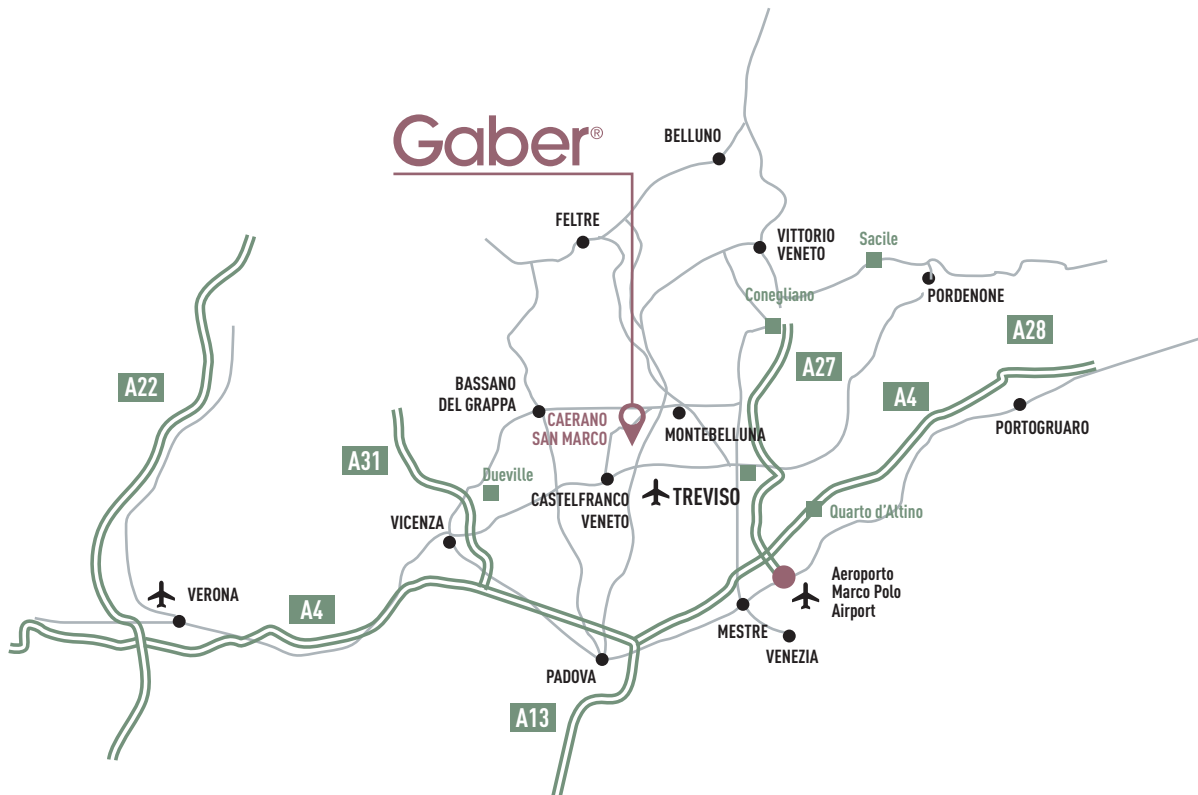 Gaber®
BELLUNO
FELTRE
VITTORIO
VENETO
Sacile
PORDENONE
Conegliano
A28
A27
A22
A4
BASSANO
DEL GRAPPA
CAERANO
SAN MARCO
MONTEBELLUNA
PORTOGRUARO
A31
Dueville
CASTELFRANCO
VENETO
TREVISO
Quarto d'Altino
VICENZA
Aeroporto
Marco Polo
Airport
VERONA
A4
MESTRE
VENEZIA
PADOVA
A13